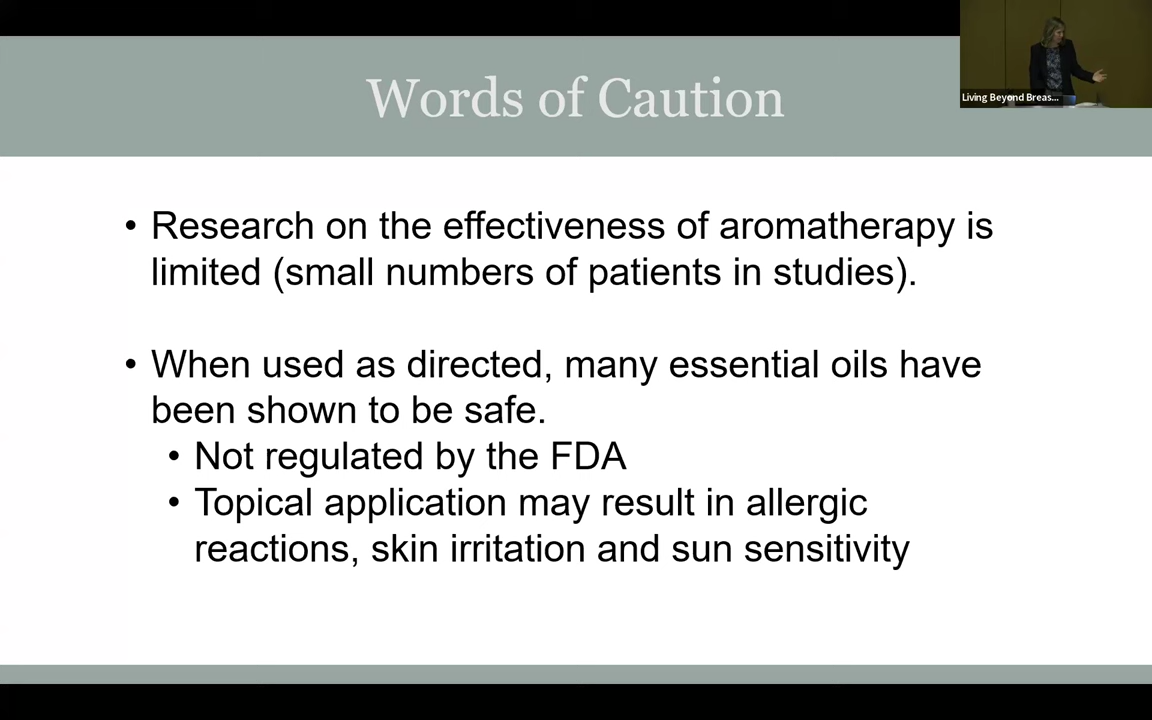 Words of Caution
Living Beyond Breas...
• Research on the effectiveness of aromatherapy is
limited (small numbers of patients in studies).
• When used as directed, many essential oils have
been shown to be safe.
• Not regulated by the FDA
• Topical application may result in allergic
reactions, skin irritation and sun sensitivity